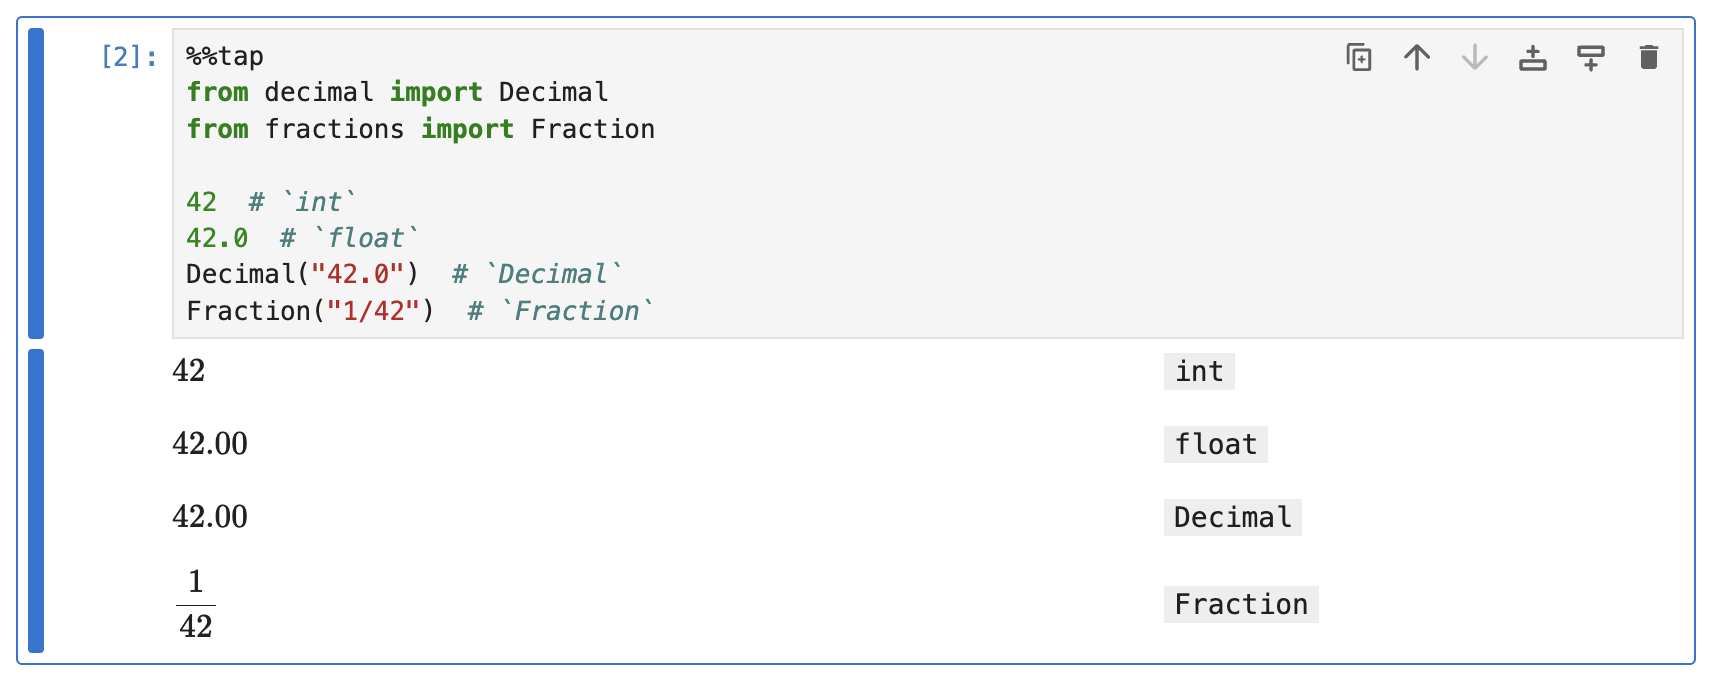 [2]: %%tap
from decimal import Decimal
from fractions import Fraction
42  # `int`
42.0  # `float`
Decimal("42.0")  # `Decimal`
Fraction("1/42")  # `Fraction`
42 int
42.00 float
42.00 Decimal
1
42
Fraction